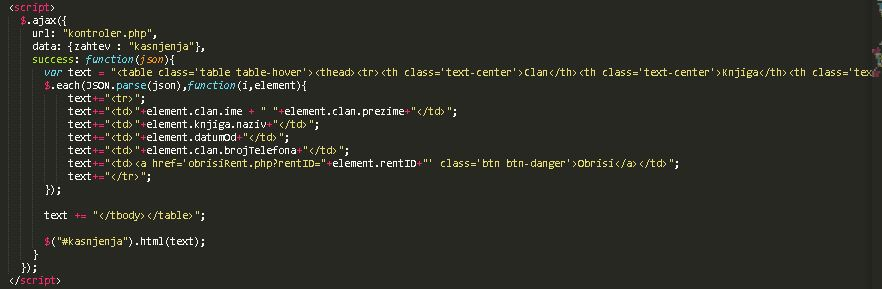 <script>
$.ajax({
url: "kontroler.php",
data: {zahtev : "kasnjenja"},
success: function(json){
var text = "<table class='table table-hover'><thead><tr><th class='text-center'>Clan</th><th class='text-center'>Knjiga</th><th class='tex
$.each(JSON.parse(json),function(i,element){
text+="<tr>";
text+="<td>"+element.clan.ime + " "+element.clan.prezime+"</td>";
text+="<td>"+element.knjiga.naziv+"</td>";
text+="<td>"+element.datumOd+"</td>";
text+="<td>"+element.clan.brojTelefona+"</td>";
text+="<td><a href='obrisiRent.php?rentID="+element.rentID+"' class='btn btn-danger'>Obrisi</a></td>";
text+="</tr>";
});
text += "</tbody></table>";
$("#kasnjenja").html(text);
}
});
</script>